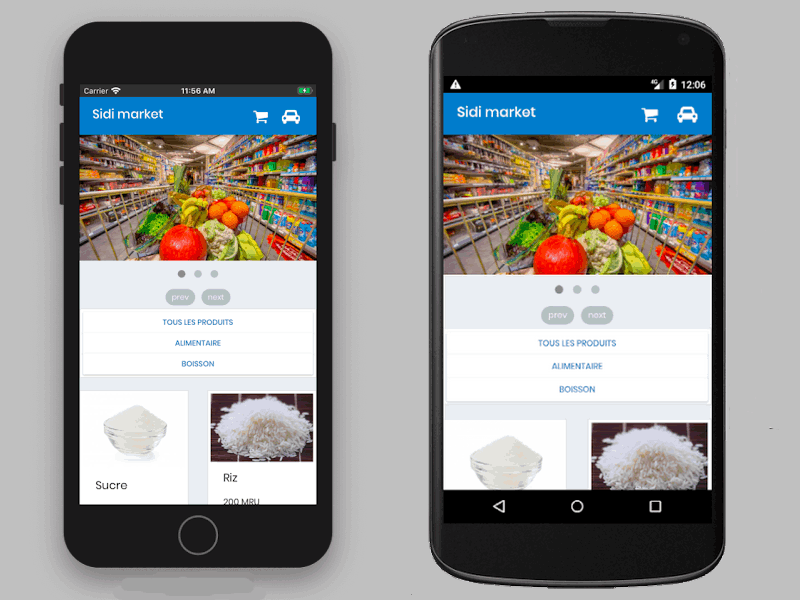 Carrier 11:56 AM
Sidi market
prev next
TOUS LES PRODUITS
ALIMENTAIRE
BOISSON
Sucre
Riz
200 MRU
4G 12:06
Sidi market
prev next
TOUS LES PRODUITS
ALIMENTAIRE
BOISSON